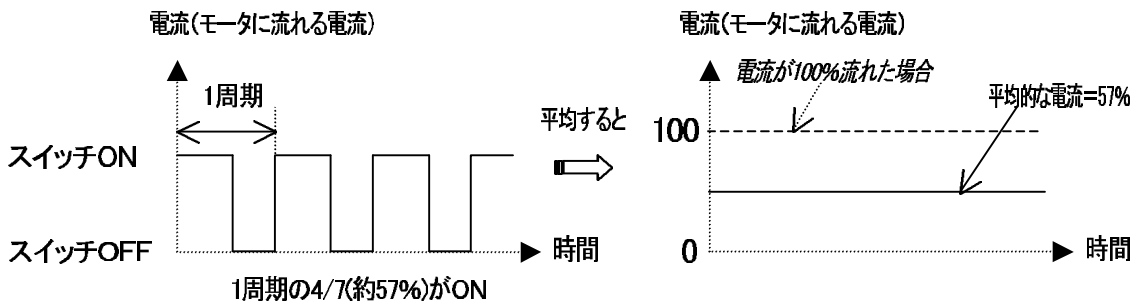 電流(モータに流れる電流)
1周期
スイッチON
スイッチOFF
時間
1周期の4/7(約57%)がON
平均すると
電流(モータに流れる電流)
電流が100%流れた場合
平均的な電流=57%
100
0
時間